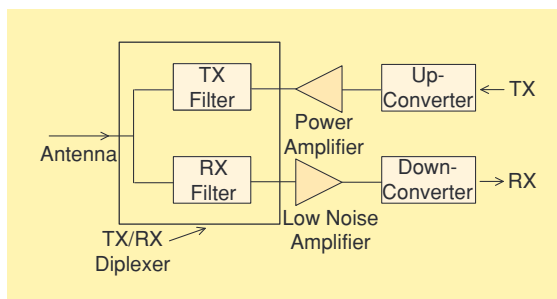 TX
Filter
Up-
Converter
TX
Power
Amplifier
Antenna
RX
Filter
Down-
Converter
RX
Low Noise
Amplifier
TX/RX
Diplexer